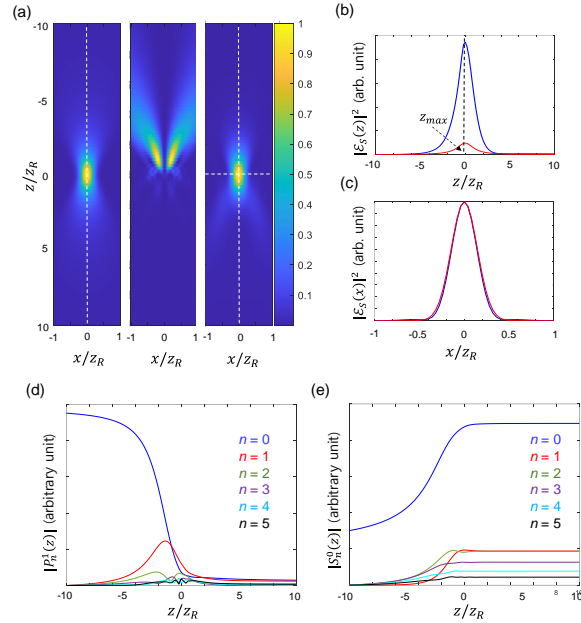 (a)
-10
-5
0
5
10
z/z_R
-1 0 1
-1 0 1
-1 0 1
x/z_R
x/z_R
1
0.9
0.8
0.7
0.6
0.5
0.4
0.3
0.2
0.1
(b)
|ℰ_S(z)|² (arb. unit)
z_max
-10 -5 0 5 10
z/z_R
(c)
|ℰ_S(x)|² (arb. unit)
-1 -0.5 0 0.5 1
x/z_R
(d)
|P_n^1(z)| (arbitrary unit)
n = 0
n = 1
n = 2
n = 3
n = 4
n = 5
-10 -5 0 5 10
z/z_R
(e)
|S_n^0(z)| (arbitrary unit)
n = 0
n = 1
n = 2
n = 3
n = 4
n = 5
-10 -5 0 5 8 10
z/z_R